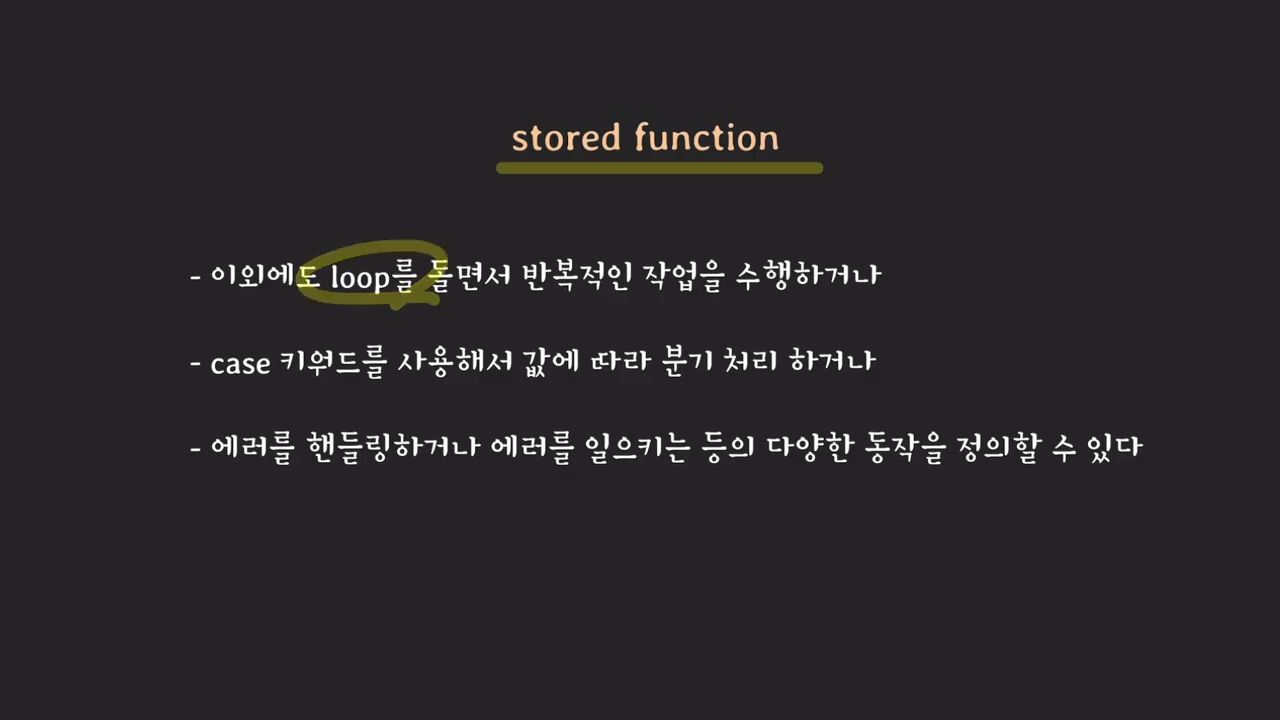 stored function
- 이외에도 loop를 돌면서 반복적인 작업을 수행하거나
- case 키워드를 사용해서 값에 따라 분기 처리 하거나
- 에러를 핸들링하거나 에러를 일으키는 등의 다양한 동작을 정의할 수 있다